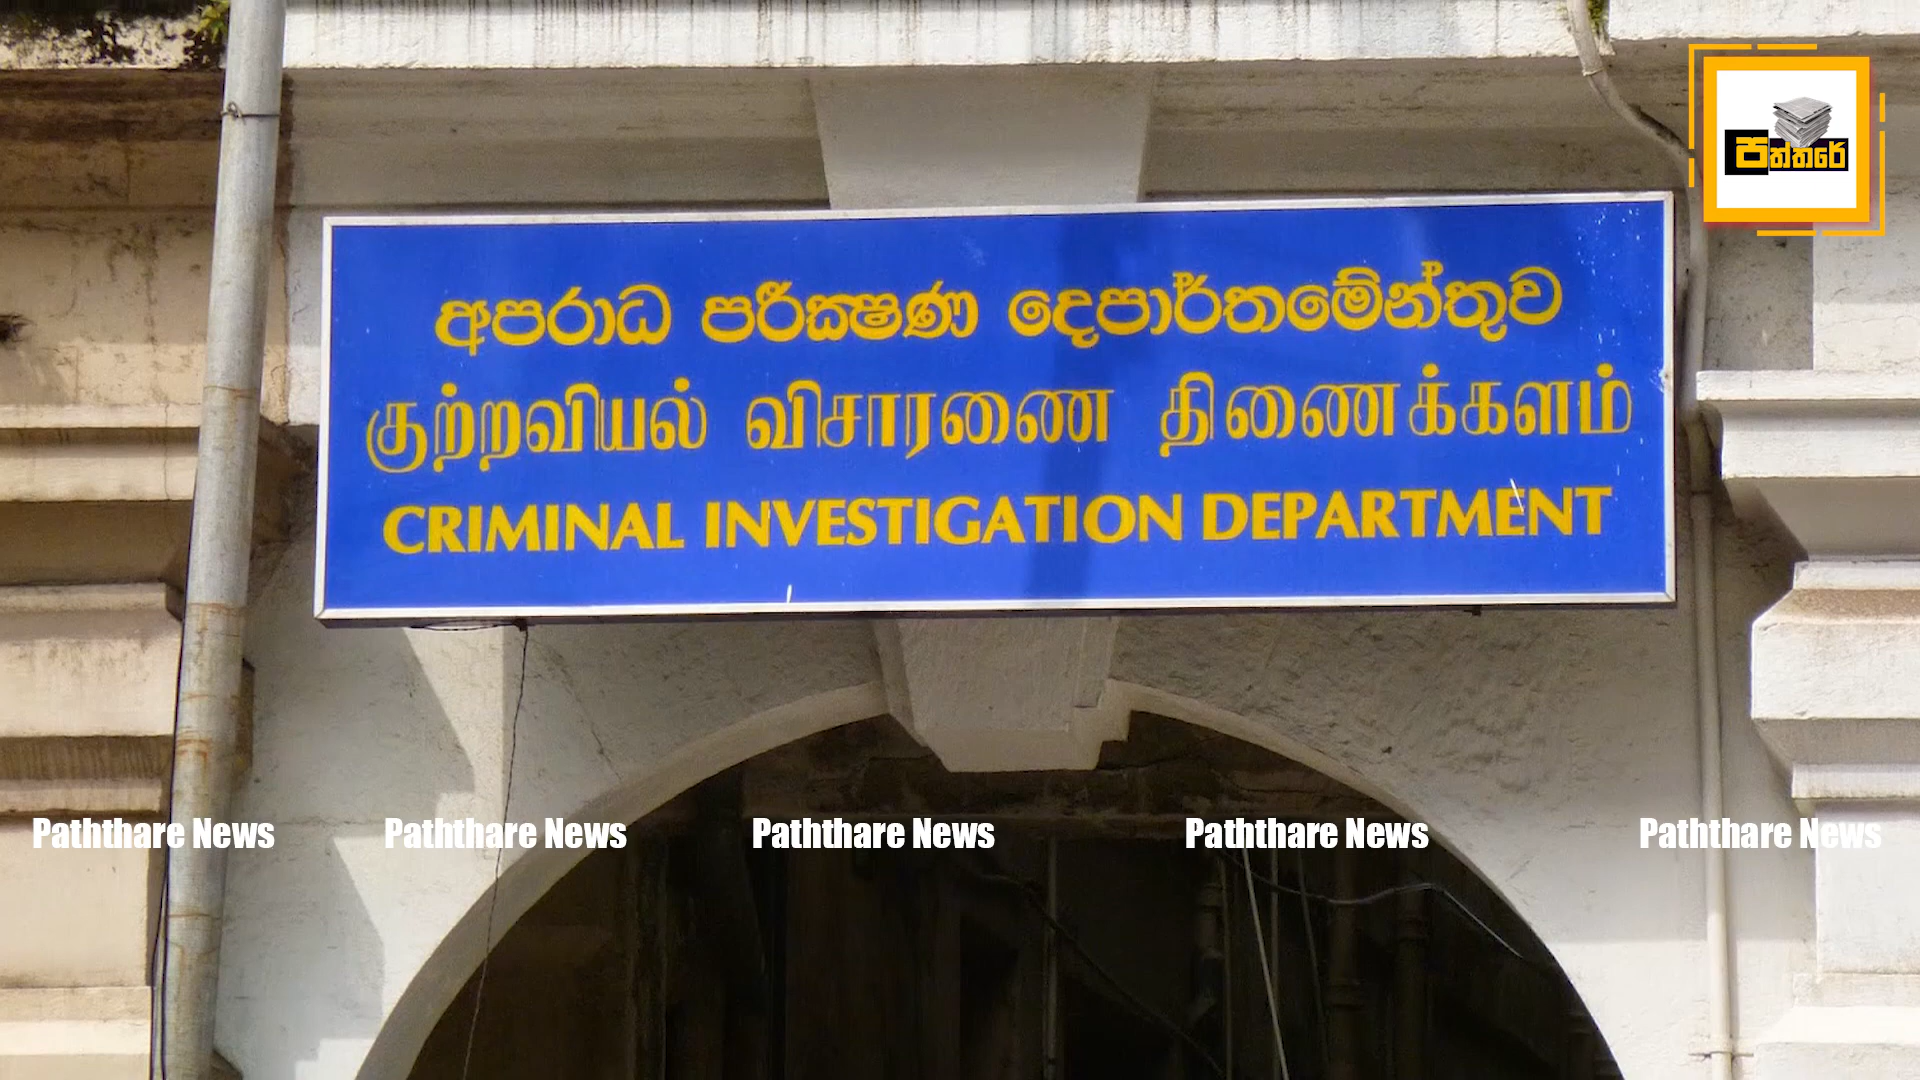 පත්තරේ
අපරාධ පරීක්ෂණ දෙපාර්තමේන්තුව
குற்றவியல் விசாரணை திணைக்களம்
CRIMINAL INVESTIGATION DEPARTMENT
Paththare News Paththare News Paththare News Paththare News Paththare News